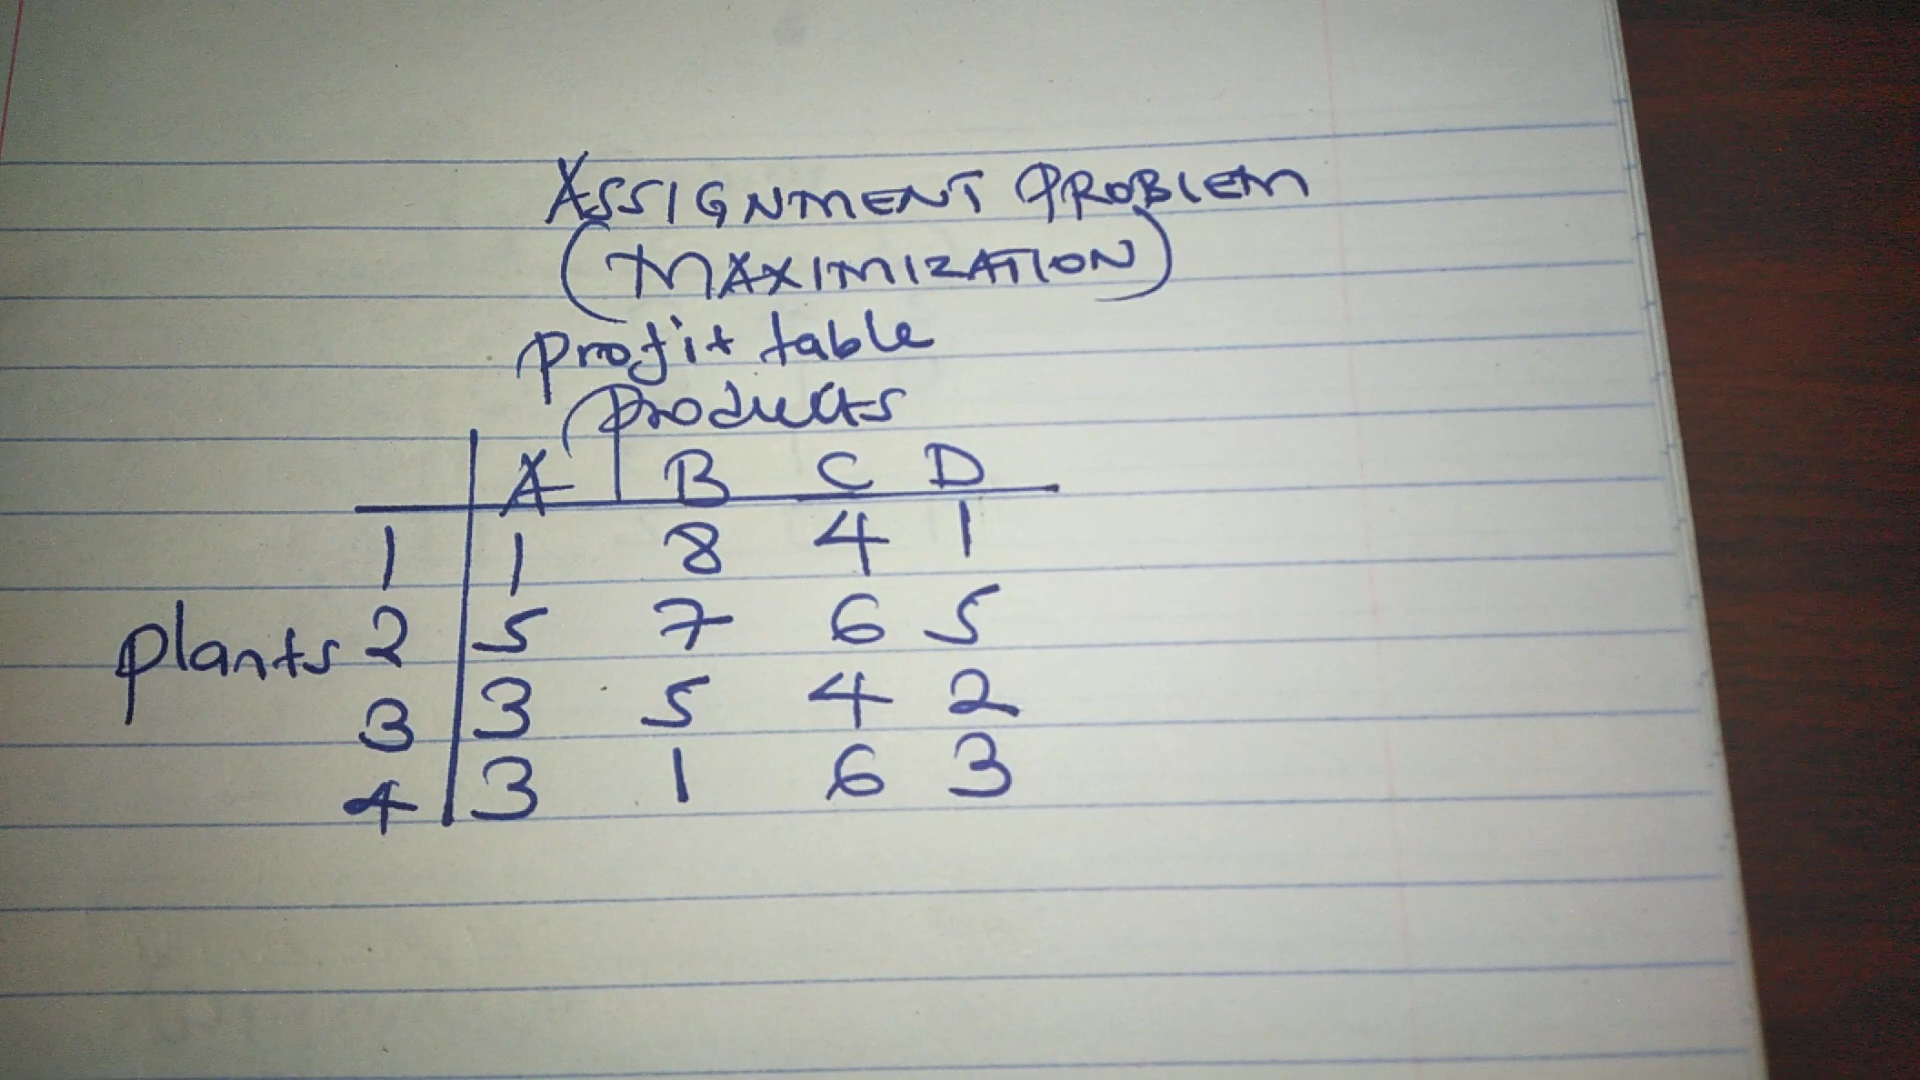 ASSIGNMENT PROBLEM
(MAXIMIZATION)
profit table
products
A B C D
1 1 8 4 1
plants 2 5 7 6 5
3 3 5 4 2
4 3 1 6 3